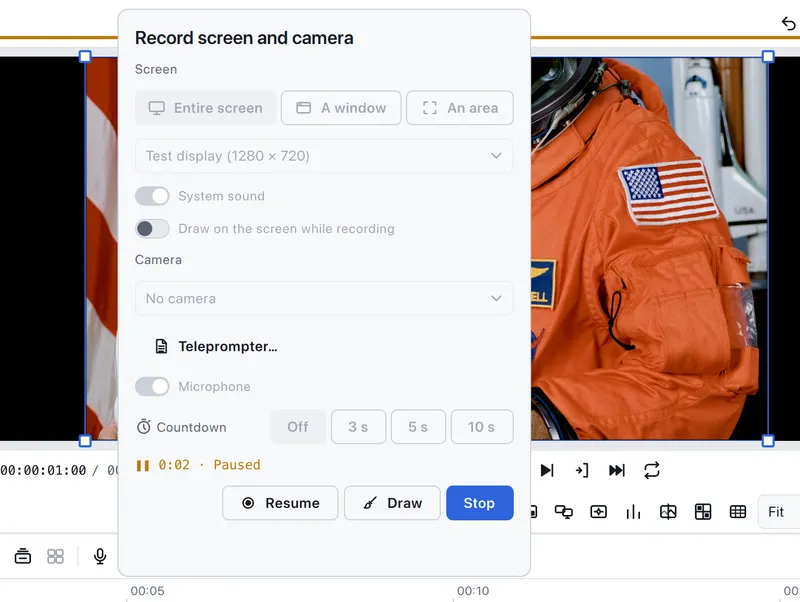 Record screen and camera
Screen
Entire screen
A window
An area
Test display (1280 × 720)
System sound
Draw on the screen while recording
Camera
No camera
Teleprompter...
Microphone
Countdown
Off
3 s
5 s
10 s
0:02 · Paused
Resume
Draw
Stop
USA
ELL
00:00:01:00 / 00
Fit
00:05
00:10
00